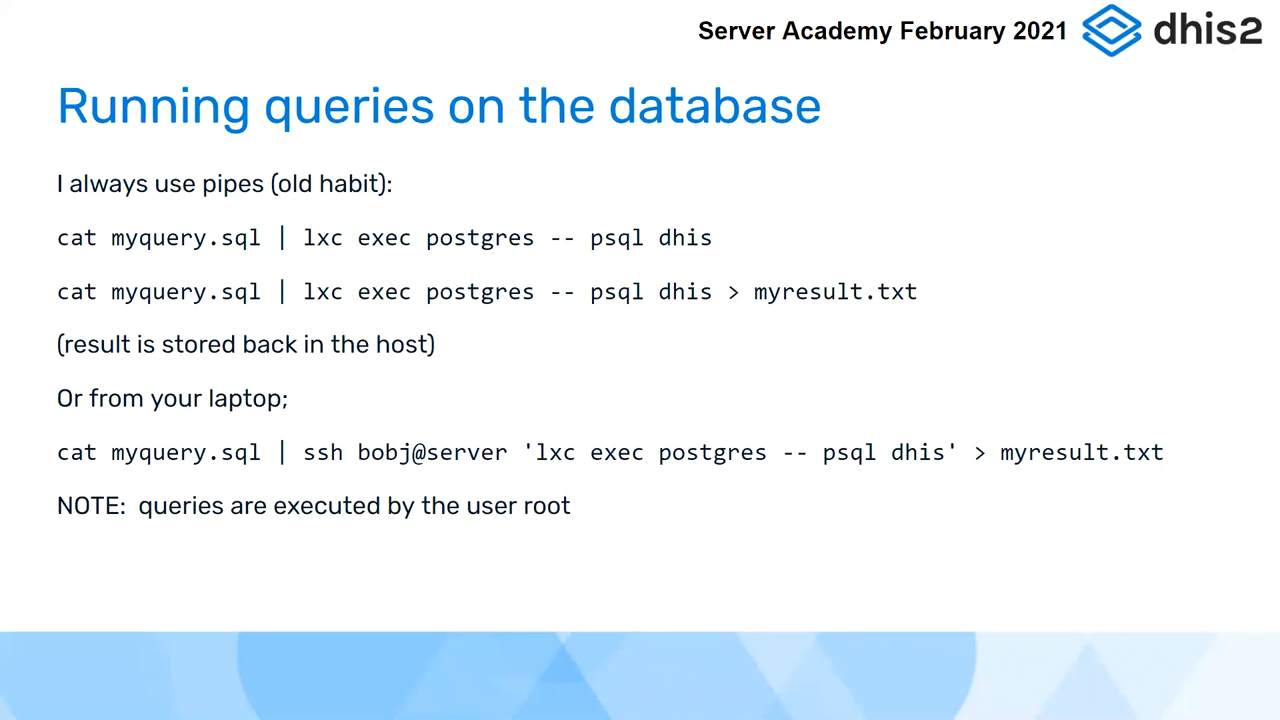 Server Academy February 2021 dhis2
Running queries on the database
I always use pipes (old habit):
cat myquery.sql | lxc exec postgres -- psql dhis
cat myquery.sql | lxc exec postgres -- psql dhis > myresult.txt
(result is stored back in the host)
Or from your laptop;
cat myquery.sql | ssh bobj@server 'lxc exec postgres -- psql dhis' > myresult.txt
NOTE:  queries are executed by the user root